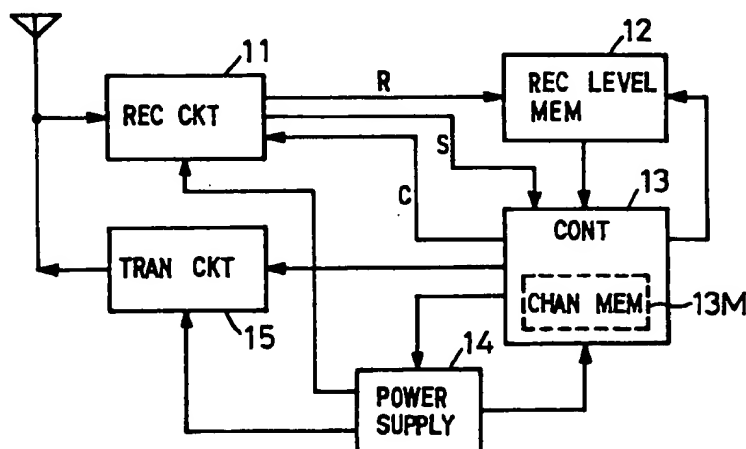 11
REC CKT
R
S
C
12
REC LEVEL
MEM
13
CONT
CHAN MEM
13M
TRAN CKT
15
14
POWER
SUPPLY